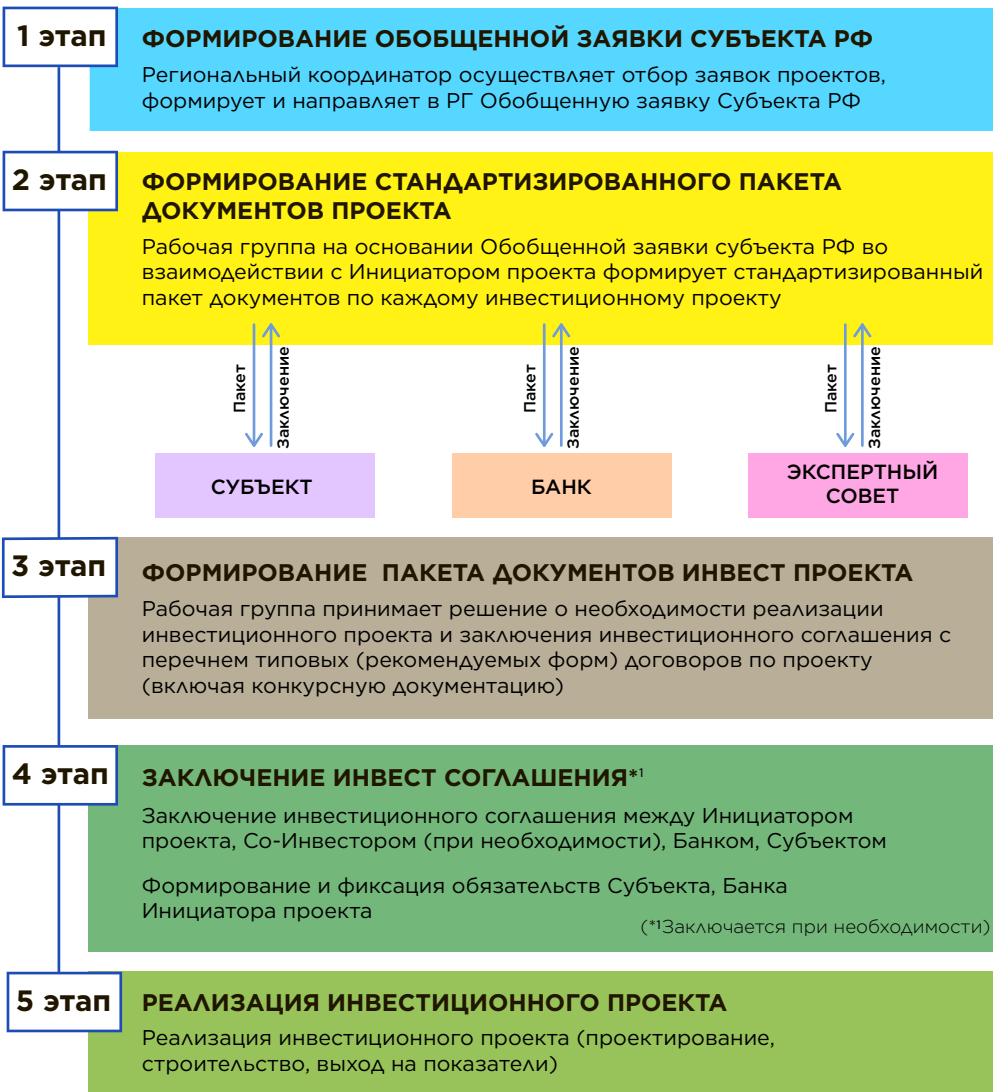 1 этап
ФОРМИРОВАНИЕ ОБОБЩЕННОЙ ЗАЯВКИ СУБЪЕКТА РФ
Региональный координатор осуществляет отбор заявок проектов,
формирует и направляет в РГ Обобщенную заявку Субъекта РФ
2 этап
ФОРМИРОВАНИЕ СТАНДАРТИЗИРОВАННОГО ПАКЕТА
ДОКУМЕНТОВ ПРОЕКТА
Рабочая группа на основании Обобщенной заявки субъекта РФ во
взаимодействии с Инициатором проекта формирует стандартизированный
пакет документов по каждому инвестиционному проекту
Пакет
Заключение
Пакет
Заключение
Пакет
Заключение
СУБЪЕКТ
БАНК
ЭКСПЕРТНЫЙ
СОВЕТ
3 этап
ФОРМИРОВАНИЕ ПАКЕТА ДОКУМЕНТОВ ИНВЕСТ ПРОЕКТА
Рабочая группа принимает решение о необходимости реализации
инвестиционного проекта и заключения инвестиционного соглашения с
перечнем типовых (рекомендуемых форм) договоров по проекту
(включая конкурсную документацию)
4 этап
ЗАКЛЮЧЕНИЕ ИНВЕСТ СОГЛАШЕНИЯ*¹
Заключение инвестиционного соглашения между Инициатором
проекта, Со-Инвестором (при необходимости), Банком, Субъектом
Формирование и фиксация обязательств Субъекта, Банка
Инициатора проекта
(*¹Заключается при необходимости)
5 этап
РЕАЛИЗАЦИЯ ИНВЕСТИЦИОННОГО ПРОЕКТА
Реализация инвестиционного проекта (проектирование,
строительство, выход на показатели)